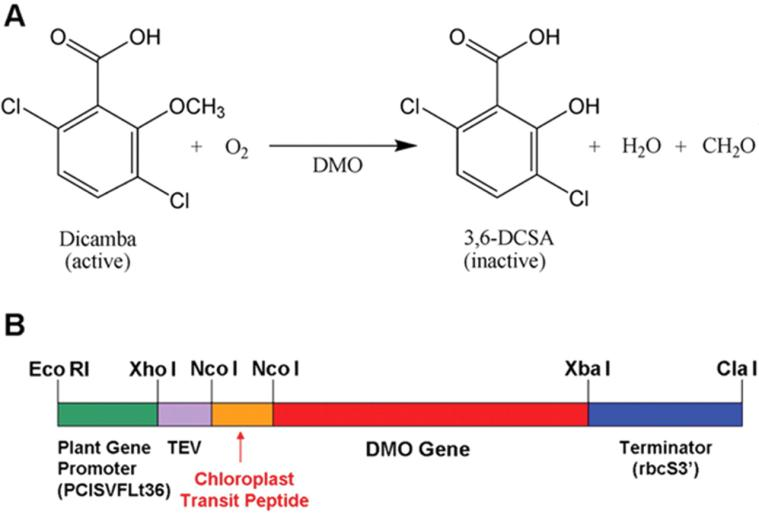 A
O OH
Cl OCH3 + O2
Cl
DMO
O OH
Cl OH + H2O + CH2O
Cl
Dicamba
(active)
3,6-DCSA
(inactive)
B
Eco RI Xho I Nco I Nco I Xba I Cla I
Plant Gene
Promoter
(PCISVFLt36)
TEV
Chloroplast
Transit Peptide
DMO Gene
Terminator
(rbcS3’)